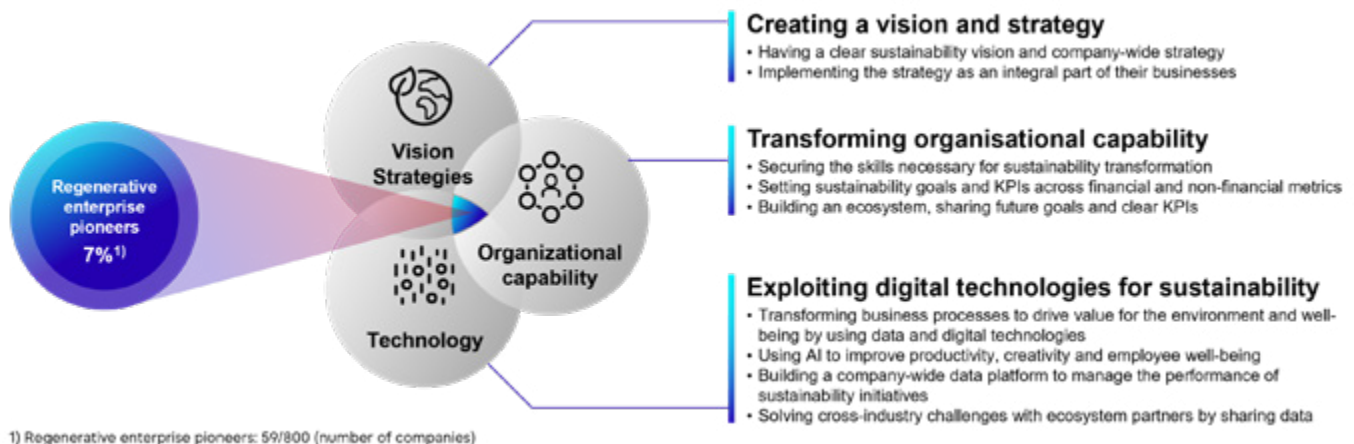 Creating a vision and strategy
• Having a clear sustainability vision and company-wide strategy
• Implementing the strategy as an integral part of their businesses
Vision
Strategies
Transforming organisational capability
• Securing the skills necessary for sustainability transformation
• Setting sustainability goals and KPIs across financial and non-financial metrics
• Building an ecosystem, sharing future goals and clear KPIs
Regenerative
enterprise
pioneers
7%1)
Organizational
capability
Technology
Exploiting digital technologies for sustainability
• Transforming business processes to drive value for the environment and well-
being by using data and digital technologies
• Using AI to improve productivity, creativity and employee well-being
• Building a company-wide data platform to manage the performance of
sustainability initiatives
• Solving cross-industry challenges with ecosystem partners by sharing data
1) Regenerative enterprise pioneers: 59/800 (number of companies)